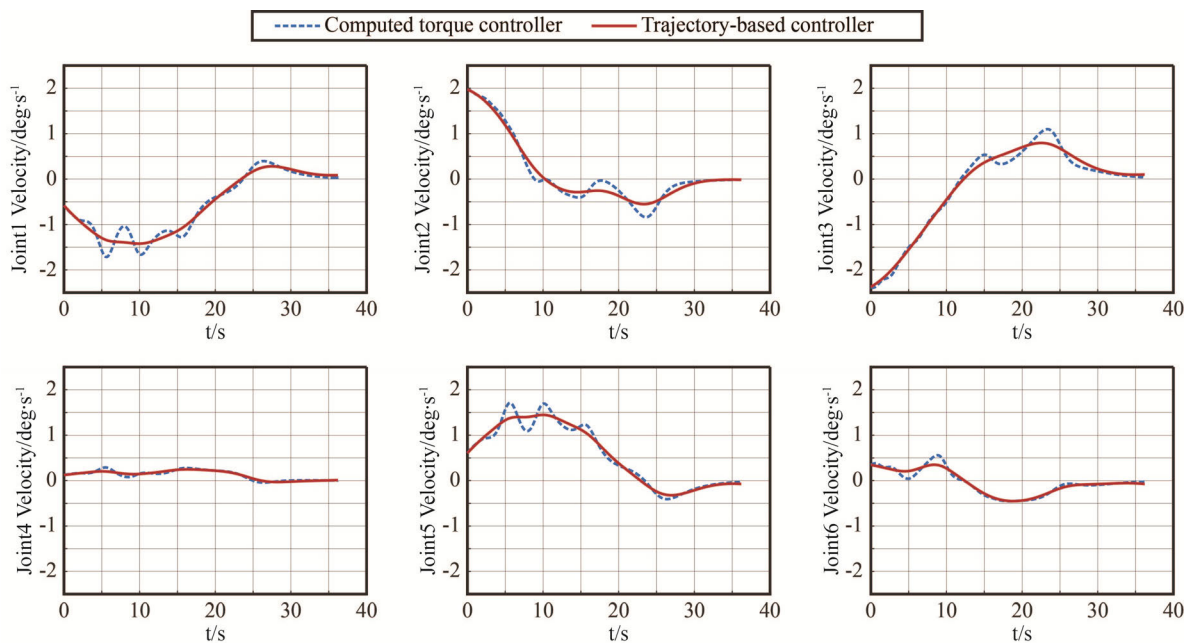 Computed torque controller Trajectory-based controller
Joint1 Velocity/deg·s⁻¹
2
1
0
-1
-2
0 10 20 30 40
t/s
Joint2 Velocity/deg·s⁻¹
2
1
0
-1
-2
0 10 20 30 40
t/s
Joint3 Velocity/deg·s⁻¹
2
1
0
-1
-2
0 10 20 30 40
t/s
Joint4 Velocity/deg·s⁻¹
2
1
0
-1
-2
0 10 20 30 40
t/s
Joint5 Velocity/deg·s⁻¹
2
1
0
-1
-2
0 10 20 30 40
t/s
Joint6 Velocity/deg·s⁻¹
2
1
0
-1
-2
0 10 20 30 40
t/s